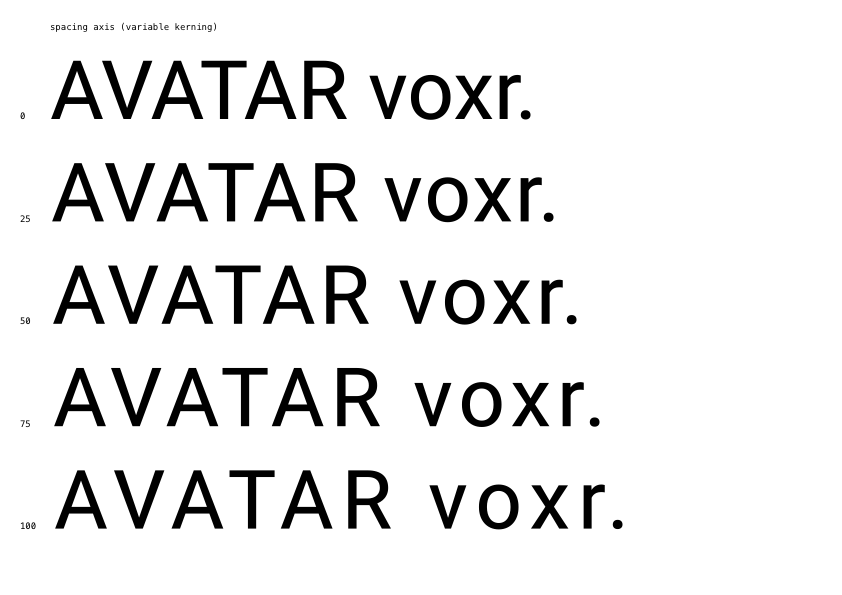 spacing axis (variable kerning)
0 AVATAR voxr.
25 AVATAR voxr.
50 AVATAR voxr.
75 AVATAR voxr.
100 AVATAR voxr.